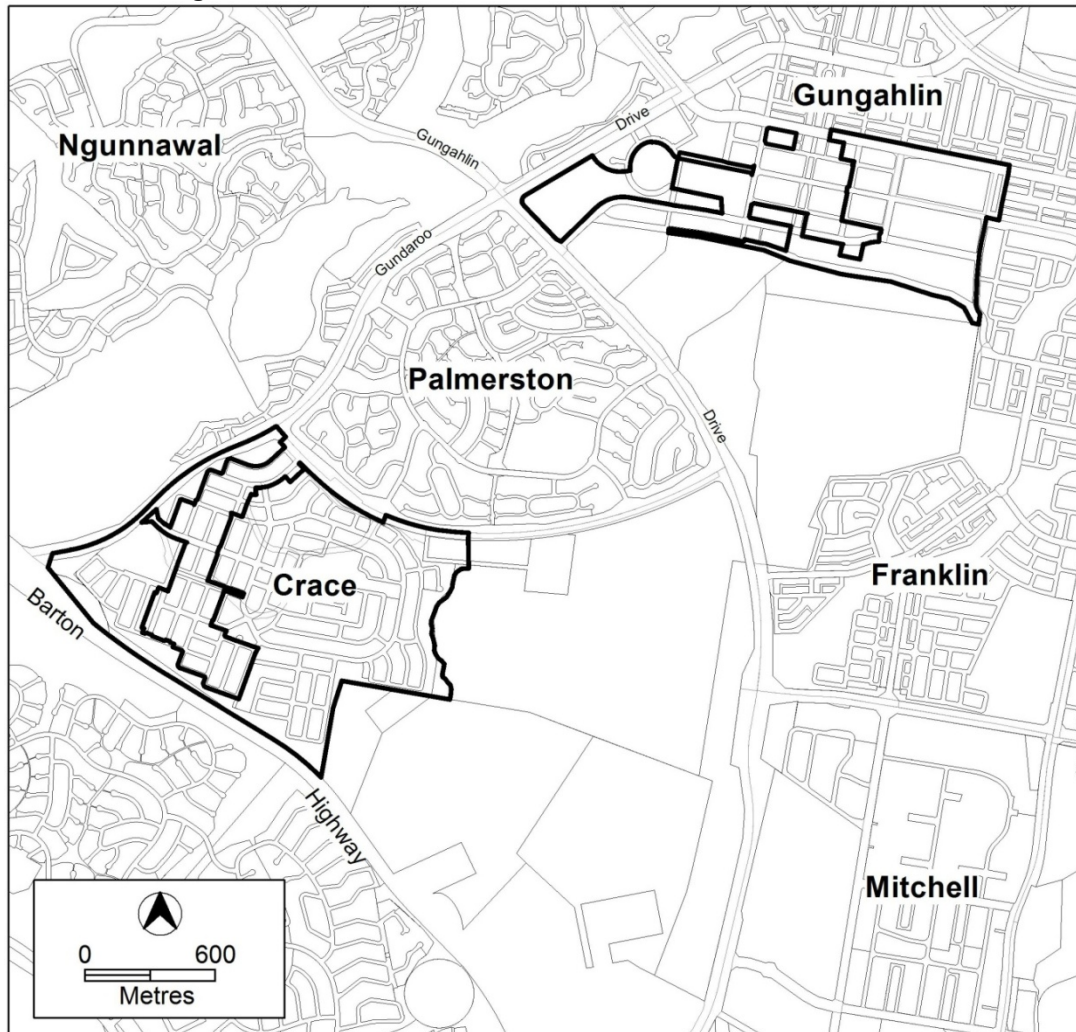 Gungahlin
Ngunnawal
Gungahlin
Drive
Gundaroo
Palmerston
Drive
Crace
Franklin
Barton
Highway
Mitchell
0 600
Metres